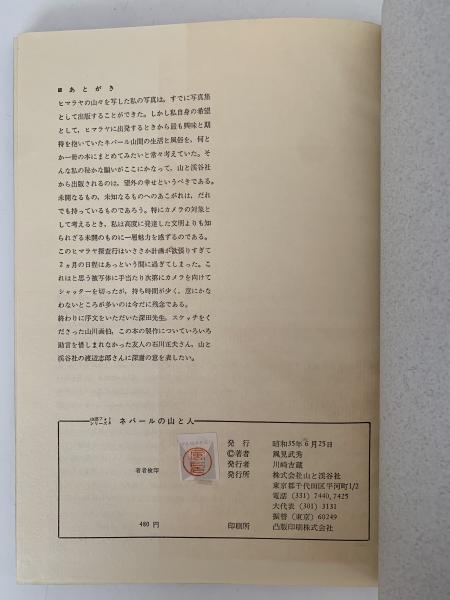 ■あとがき
ヒマラヤの山々を写した私の写真は，すでに写真集
として出版することができた。しかし私自身の希望
として，ヒマラヤに出発するときから最も興味と期
待を抱いていたネパール山間の生活と風俗を，何と
か一冊の本にまとめてみたいと常々考えていた。そ
んな私の秘かな願いがここにかなって，山と渓谷社
から出版されるのは，望外の幸せというべきである。
未開なるもの，未知なるものへのあこがれは，だれ
でも持っているものであろう。特にカメラの対象と
して考えるとき，私は高度に発達した文明よりも知
られざる未開のものに一層魅力を感ずるのである。
このヒマラヤ探査行はいささか計画が欲張りすぎて
2ヵ月の日程はあっという間に過ぎてしまった。こ
れはと思う被写体に手当たり次第にカメラを向けて
シャッターを切ったが，持ち時間が少く，意にかな
わないところが多いのは今だに残念である。
終わりに序文をいただいた深田先生，スケッチをく
ださった山川画伯，この本の製作についていろいろ
助言を惜しまれなかった友人の石川正夫さん，山と
渓谷社の渡辺志郎さんに深謝の意を表したい。
山渓フォト
シリーズ
ネパールの山と人
著者検印
480 円
発行 昭和35年6月25日
©著者 風見武秀
発行者 川崎吉蔵
発行所 株式会社山と渓谷社
東京都千代田区平河町1/2
電話 (331) 7440, 7425
大代表 (301) 3131
振替 (東京) 60249
印刷所 凸版印刷株式会社